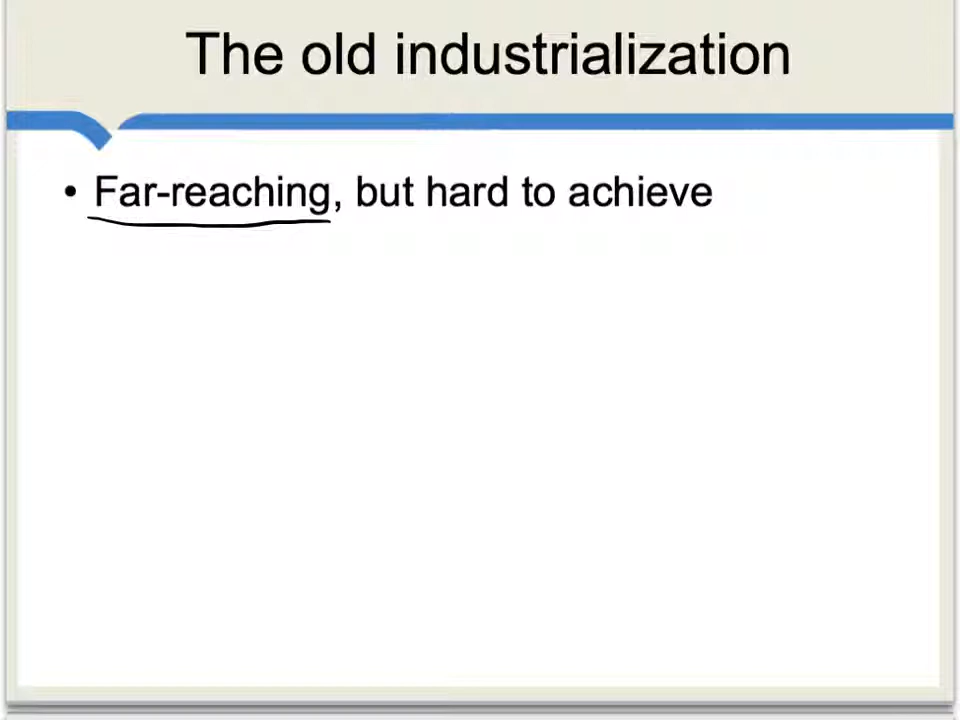 The old industrialization
• Far-reaching, but hard to achieve